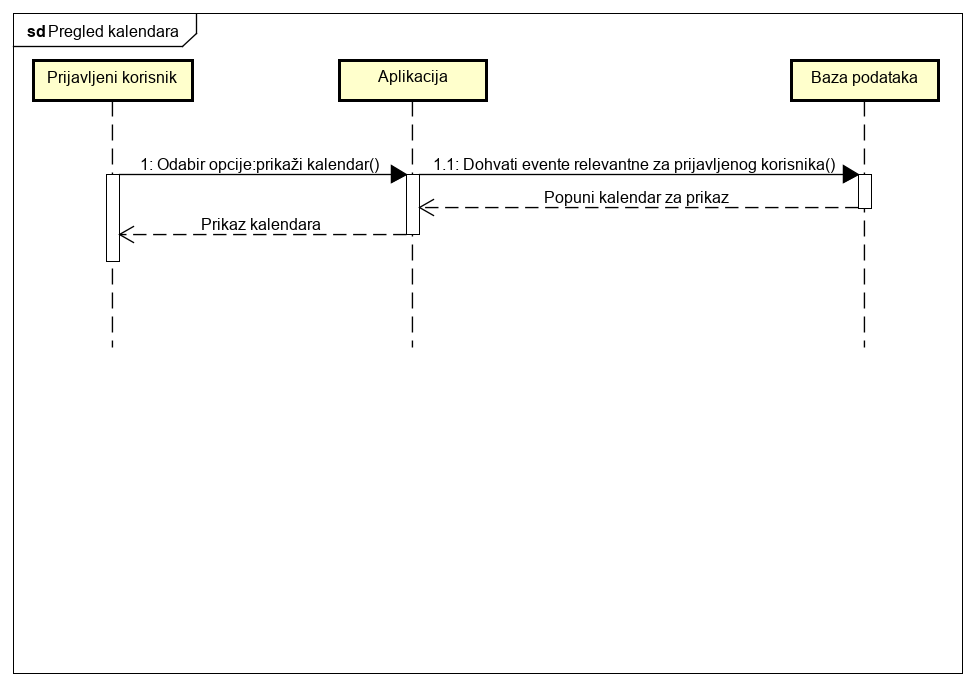 sd Pregled kalendara
Prijavljeni korisnik
Aplikacija
Baza podataka
1: Odabir opcije:prikaži kalendar()
1.1: Dohvati evente relevantne za prijavljenog korisnika()
Popuni kalendar za prikaz
Prikaz kalendara